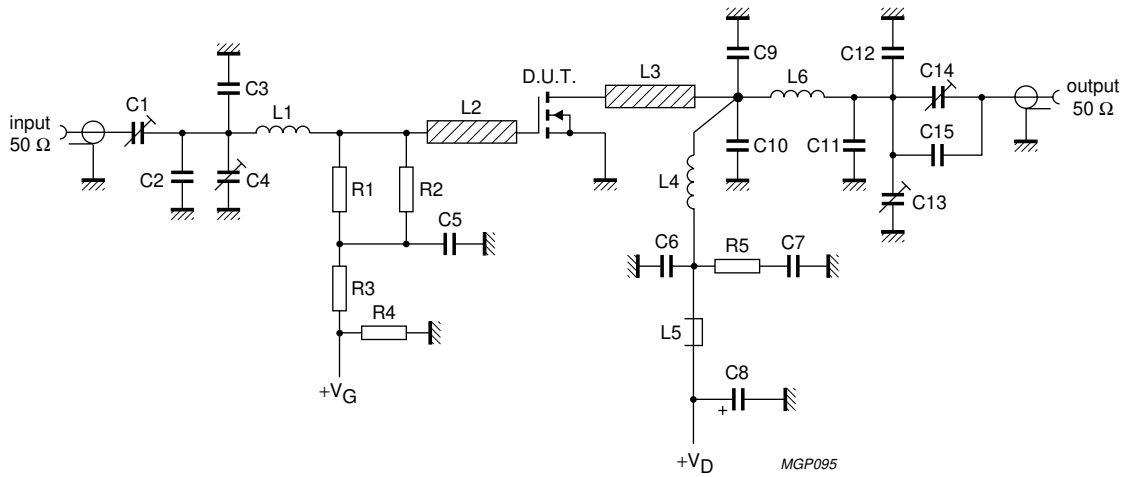 C9
C12
C3
D.U.T.
L3
L6
C14
output
50 Ω
C1
L1
L2
input
50 Ω
C15
C10
C11
C2
C4
R1
R2
L4
C13
C5
C6
R5
C7
R3
R4
L5
+VG
C8
+
+VD
MGP095